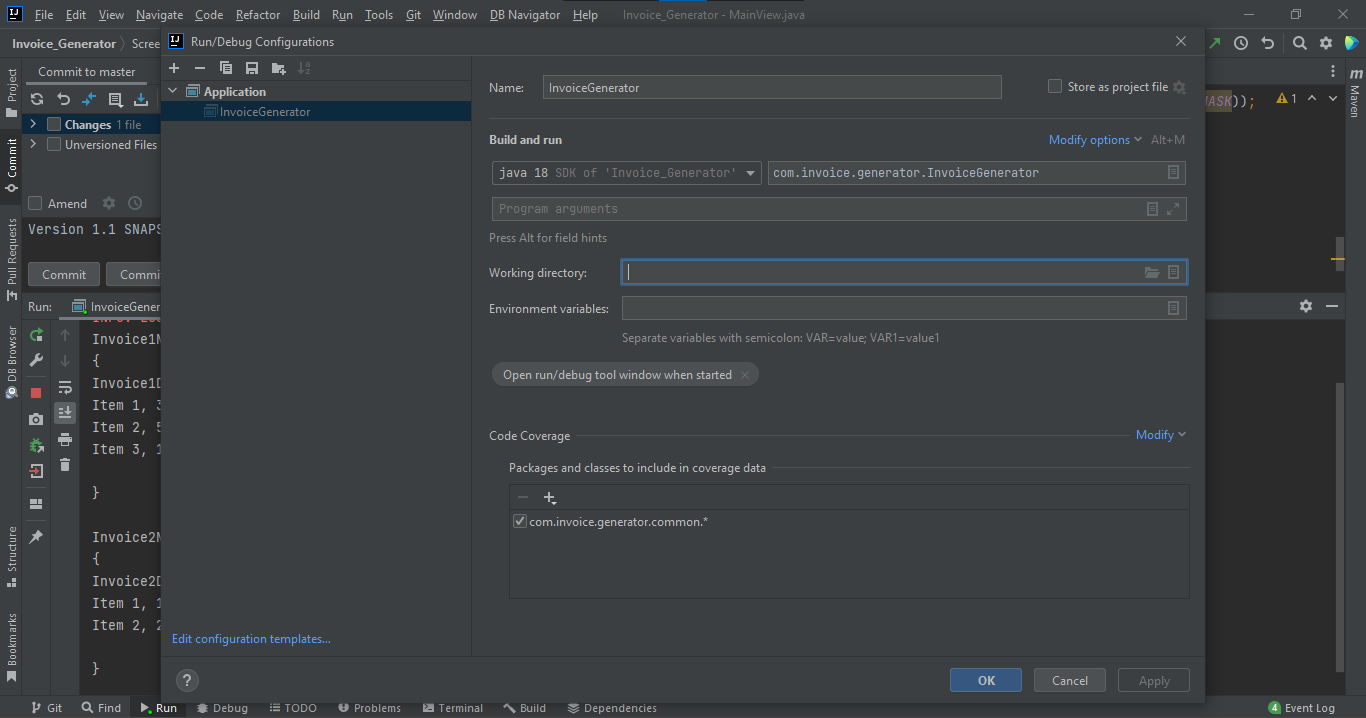 File Edit View Navigate Code Refactor Build Run Tools Git Window DB Navigator Help Invoice_Generator - MainView.java
Invoice_Generator Scree
Run/Debug Configurations
Project
Commit to master
Changes 1 file
Unversioned Files
Commit
Amend
Version 1.1 SNAPS
Commit Commi
Pull Requests
Run: InvoiceGener
DB Browser
Invoice1N
{
Invoice1D
Item 1, 3
Item 2, 5
Item 3, 1
}
Invoice2N
{
Invoice2D
Item 1, 1
Item 2, 2
}
Structure
Bookmarks
Application
InvoiceGenerator
Edit configuration templates...
?
Name: InvoiceGenerator
Store as project file
Build and run
Modify options Alt+M
java 18 SDK of 'Invoice_Generator' com.invoice.generator.InvoiceGenerator
Program arguments
Press Alt for field hints
Working directory:
Environment variables:
Separate variables with semicolon: VAR=value; VAR1=value1
Open run/debug tool window when started
Code Coverage Modify
Packages and classes to include in coverage data
com.invoice.generator.common.*
OK Cancel Apply
MASK)); 1
m
Maven
Git Find Run Debug TODO Problems Terminal Build Dependencies 4 Event Log